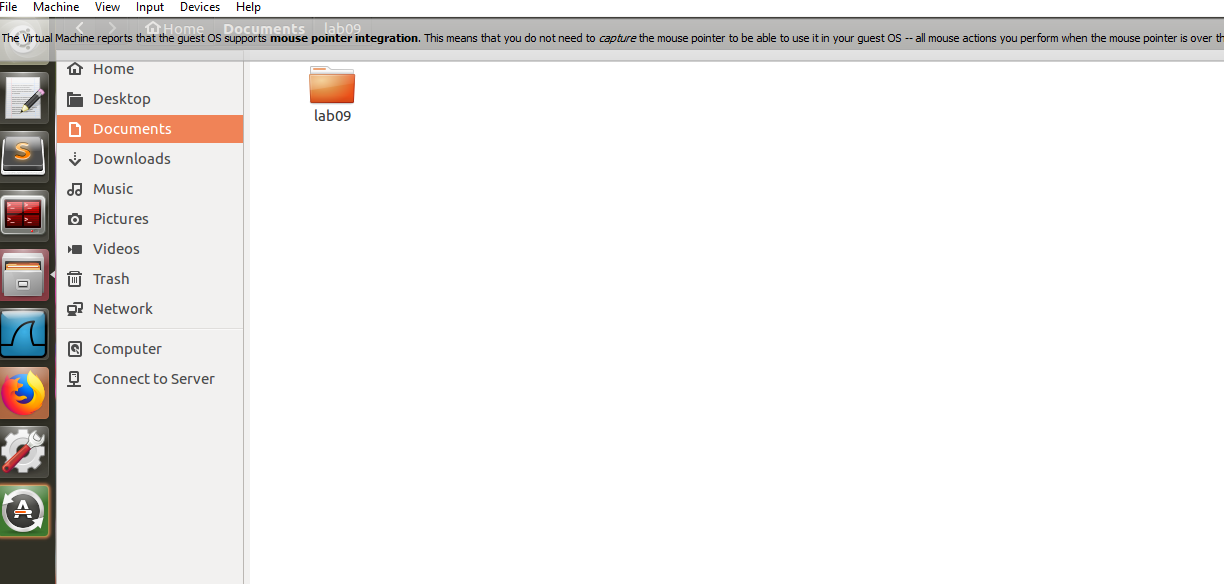 File Machine View Input Devices Help
Home Documents lab09
The Virtual Machine reports that the guest OS supports mouse pointer integration. This means that you do not need to capture the mouse pointer to be able to use it in your guest OS -- all mouse actions you perform when the mouse pointer is over th
Home
Desktop
lab09
Documents
Downloads
Music
Pictures
Videos
Trash
Network
Computer
Connect to Server